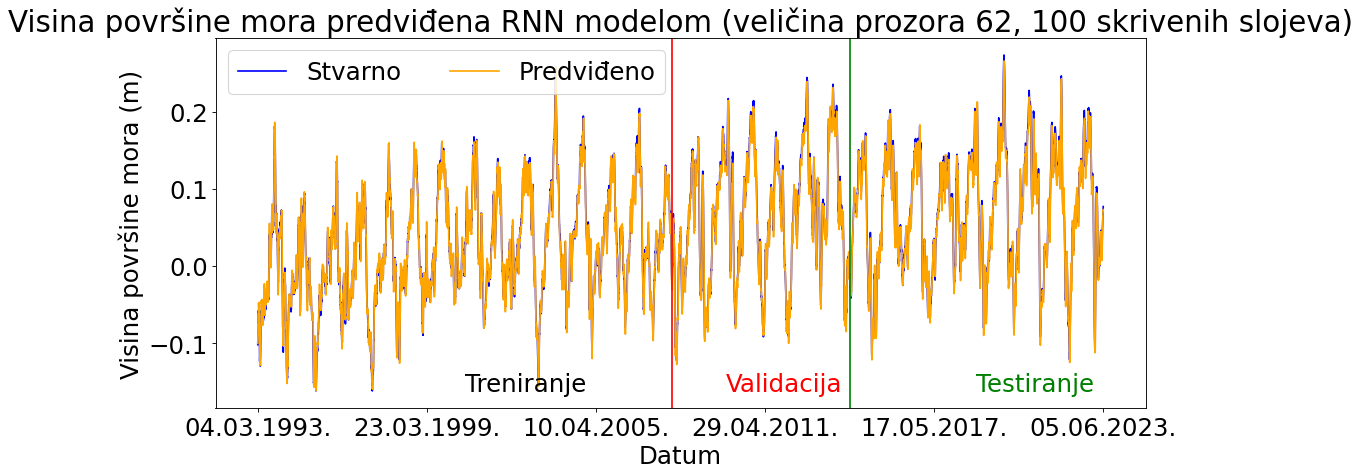 Visina površine mora predviđena RNN modelom (veličina prozora 62, 100 skrivenih slojeva)
Stvarno Predviđeno
Visina površine mora (m)
0.2
0.1
0.0
−0.1
Treniranje Validacija Testiranje
04.03.1993. 23.03.1999. 10.04.2005. 29.04.2011. 17.05.2017. 05.06.2023.
Datum